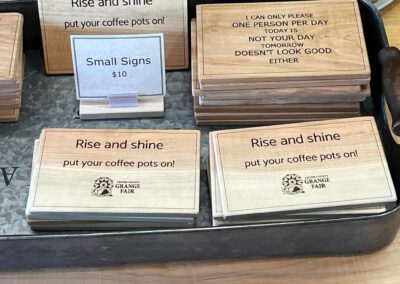 Rise and shine
put your coffee pots on!
Small Signs
$10
I CAN ONLY PLEASE
ONE PERSON PER DAY
TODAY IS
NOT YOUR DAY
TOMORROW
DOESN'T LOOK GOOD
EITHER
Rise and shine
put your coffee pots on!
GRANGE
FAIR
Rise and shine
put your coffee pots on!
GRANGE
FAIR